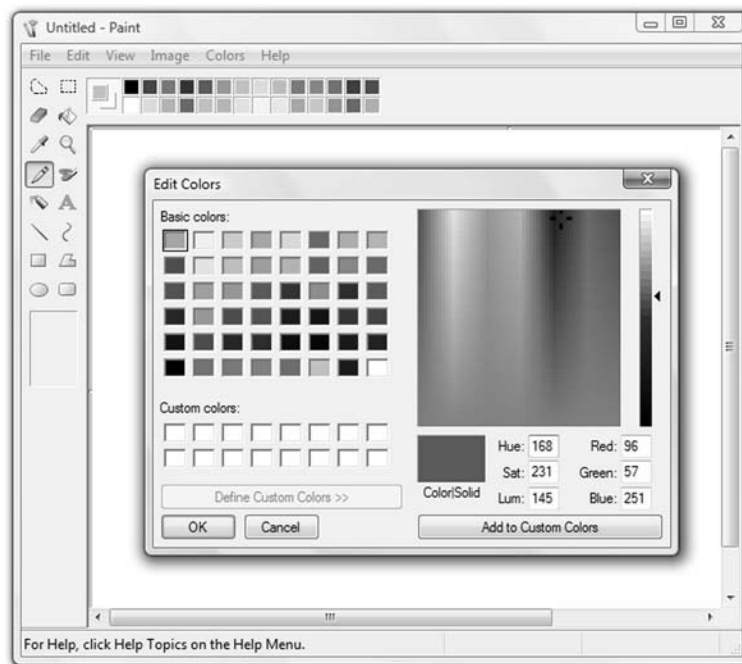 Untitled - Paint
File Edit View Image Colors Help
Edit Colors
Basic colors:
Custom colors:
Define Custom Colors >>
OK Cancel
Color|Solid
Hue: 168 Red: 96
Sat: 231 Green: 57
Lum: 145 Blue: 251
Add to Custom Colors
For Help, click Help Topics on the Help Menu.